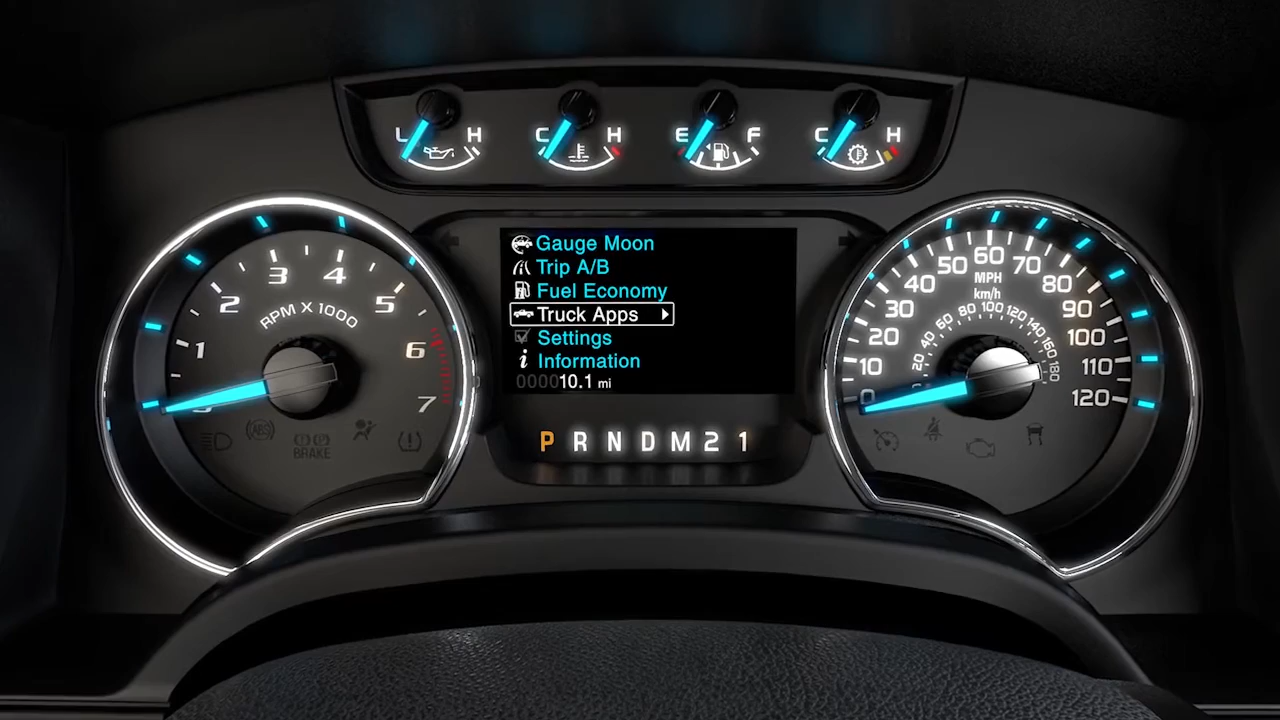 L H C H E F C H
Gauge Moon
Trip A/B
Fuel Economy
Truck Apps
Settings
Information
000010.1 mi
P R N D M 2 1
1 2 3 4 5 6 7
RPM X 1000
ABS
BRAKE
0 10 20 30 40 50 60 70 80 90 100 110 120
MPH
km/h
20 40 60 80 100 120 140 160 180